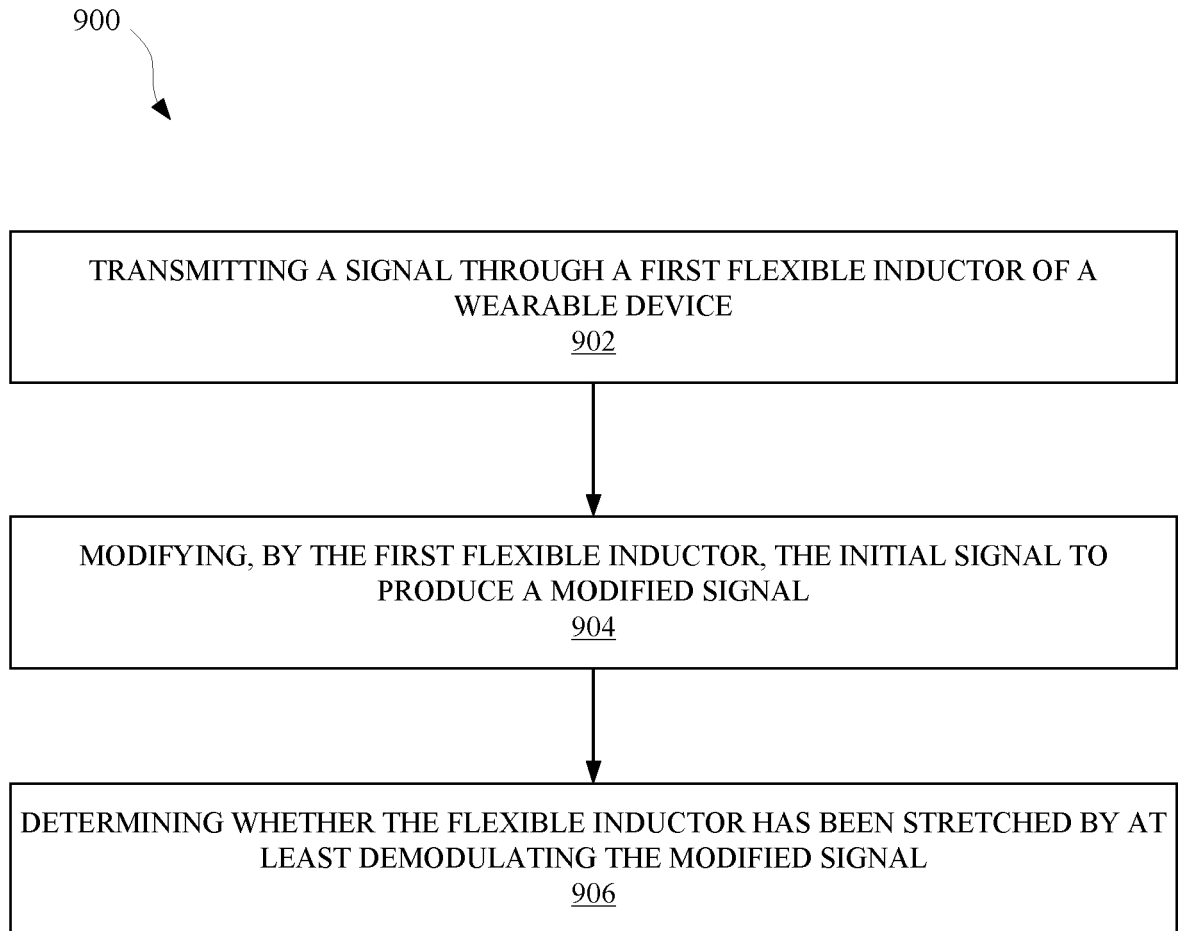 900
TRANSMITTING A SIGNAL THROUGH A FIRST FLEXIBLE INDUCTOR OF A
WEARABLE DEVICE
902
MODIFYING, BY THE FIRST FLEXIBLE INDUCTOR, THE INITIAL SIGNAL TO
PRODUCE A MODIFIED SIGNAL
904
DETERMINING WHETHER THE FLEXIBLE INDUCTOR HAS BEEN STRETCHED BY AT
LEAST DEMODULATING THE MODIFIED SIGNAL
906